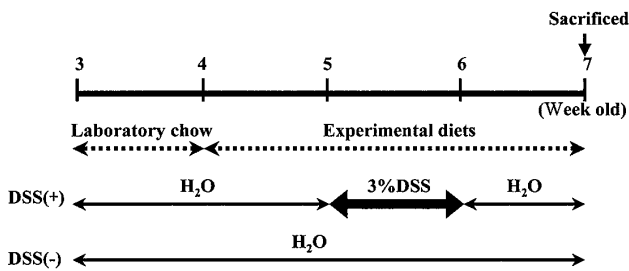 Sacrificed
3 4 5 6 7
(Week old)
Laboratory chow Experimental diets
H₂O 3%DSS H₂O
DSS(+)
H₂O
DSS(-)